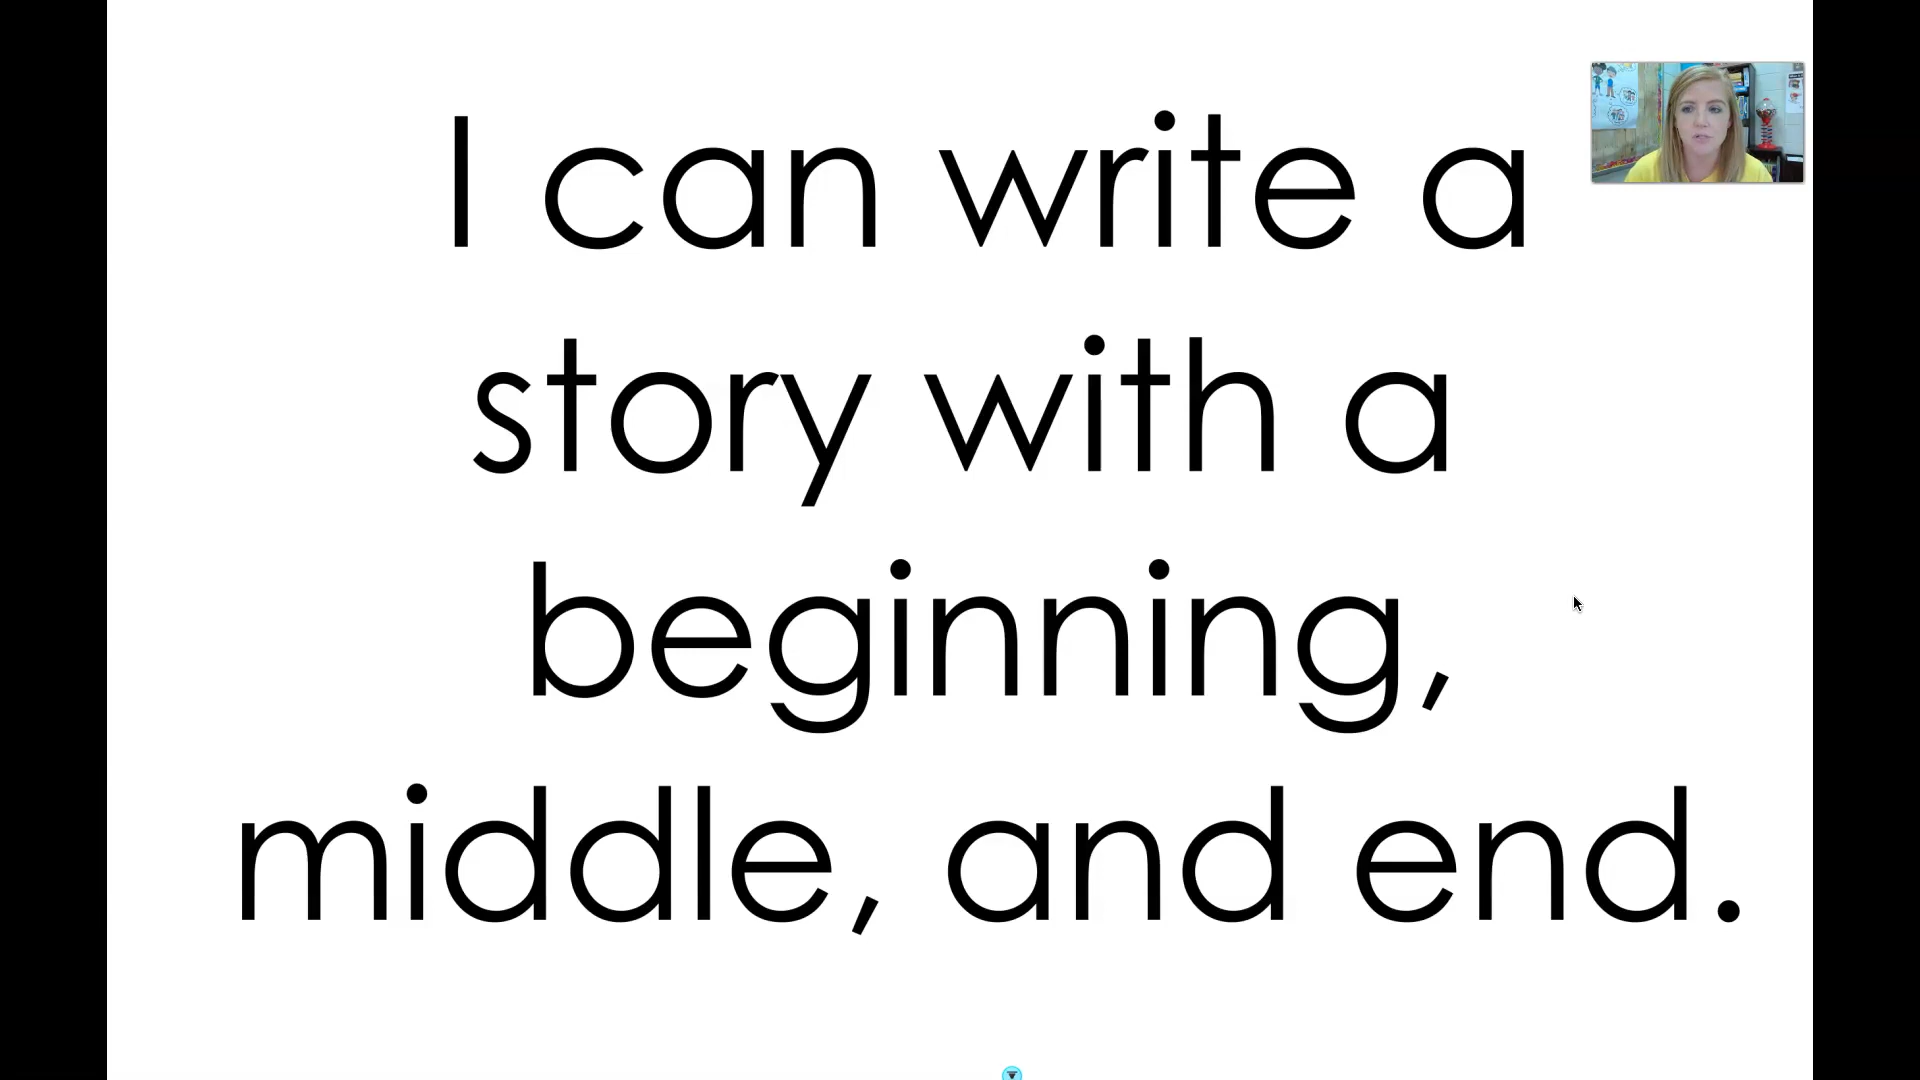 I can write a
story with a
beginning,
middle, and end.